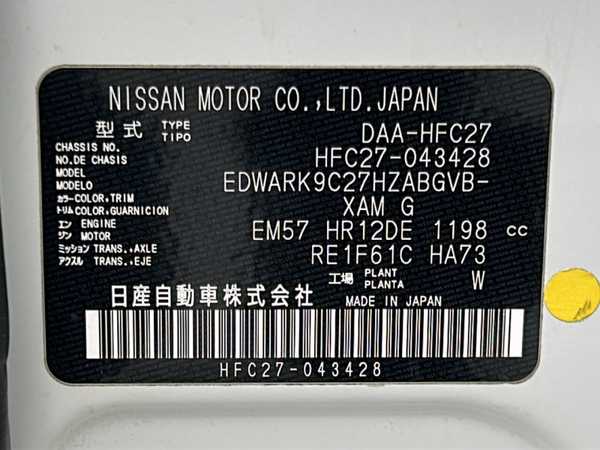 NISSAN MOTOR CO.,LTD.JAPAN
型式 TYPE TIPO DAA-HFC27
CHASSIS NO. NO.DE CHASIS HFC27-043428
MODEL MODELO EDWARK9C27HZABGVB-
カラートリム COLOR,TRIM COLOR,GUARNICION XAM G
エンジン ENGINE MOTOR EM57 HR12DE 1198 cc
ミッションアクスル TRANS.,AXLE TRANS.,EJE RE1F61C HA73
工場 PLANT PLANTA W
日産自動車株式会社 MADE IN JAPAN
HFC27-043428